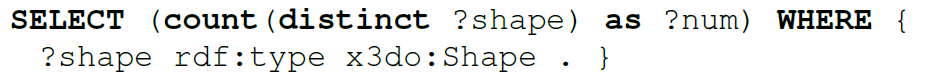 SELECT (count(distinct ?shape) as ?num) WHERE {
?shape rdf:type x3do:Shape . }